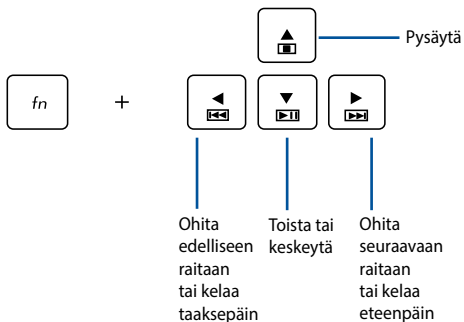 Pysäytä
fn +
Ohita
edelliseen
raitaan
tai kelaa
taaksepäin
Toista tai
keskeytä
Ohita
seuraavaan
raitaan
tai kelaa
eteenpäin